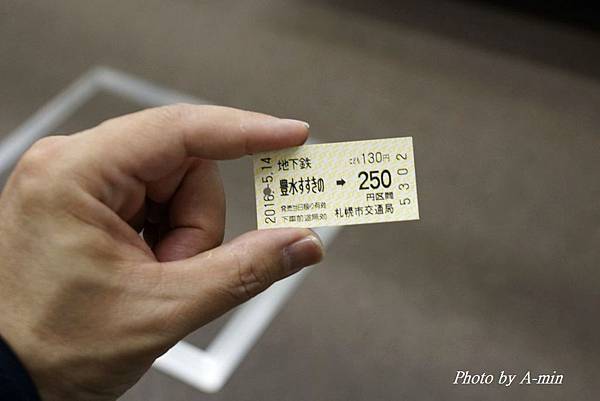 2016.-5.14
地下鉄 こども130円
豊水すすきの ➡ 250
円区間
発売当日限り有効
下車前途無効 札幌市交通局
5302
Photo by A-min